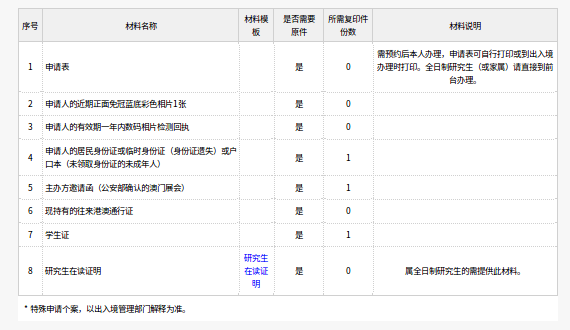 序号 材料名称 材料模板 是否需要原件 所需复印件份数 材料说明
1 申请表 是 0 需预约后本人办理，申请表可自行打印或到出入境办理时打印。全日制研究生（或家属）请直接到前台办理。
2 申请人的近期正面免冠蓝底彩色相片1张 是 0
3 申请人的有效期一年内数码相片检测回执 是 0
4 申请人的居民身份证或临时身份证（身份证遗失）或户口本（未领取身份证的未成年人） 是 1
5 主办方邀请函（公安部确认的澳门展会） 是 1
6 现持有的往来港澳通行证 是 0
7 学生证 是 1
8 研究生在读证明 研究生在读证明 是 0 属全日制研究生的需提供此材料。
* 特殊申请个案，以出入境管理部门解释为准。